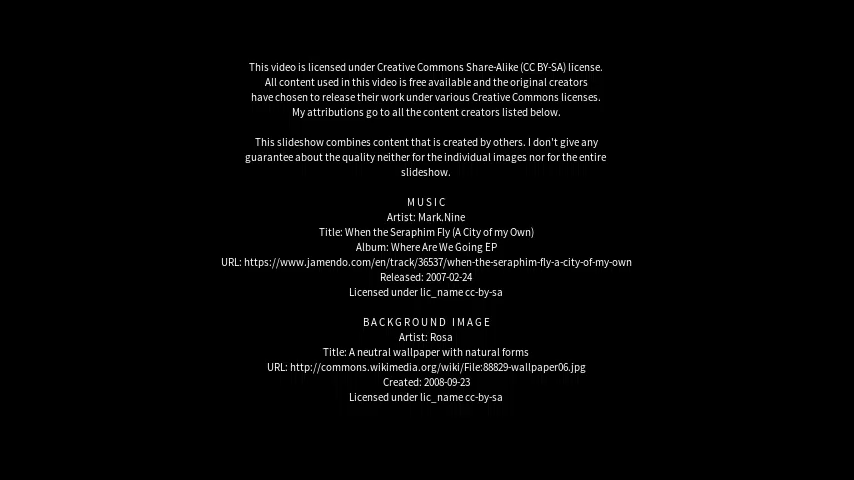 This video is licensed under Creative Commons Share-Alike (CC BY-SA) license.
All content used in this video is free available and the original creators
have chosen to release their work under various Creative Commons licenses.
My attributions go to all the content creators listed below.
This slideshow combines content that is created by others. I don't give any
guarantee about the quality neither for the individual images nor for the entire
slideshow.
MUSIC
Artist: Mark.Nine
Title: When the Seraphim Fly (A City of my Own)
Album: Where Are We Going EP
URL: https://www.jamendo.com/en/track/36537/when-the-seraphim-fly-a-city-of-my-own
Released: 2007-02-24
Licensed under lic_name cc-by-sa
BACKGROUND IMAGE
Artist: Rosa
Title: A neutral wallpaper with natural forms
URL: http://commons.wikimedia.org/wiki/File:88829-wallpaper06.jpg
Created: 2008-09-23
Licensed under lic_name cc-by-sa